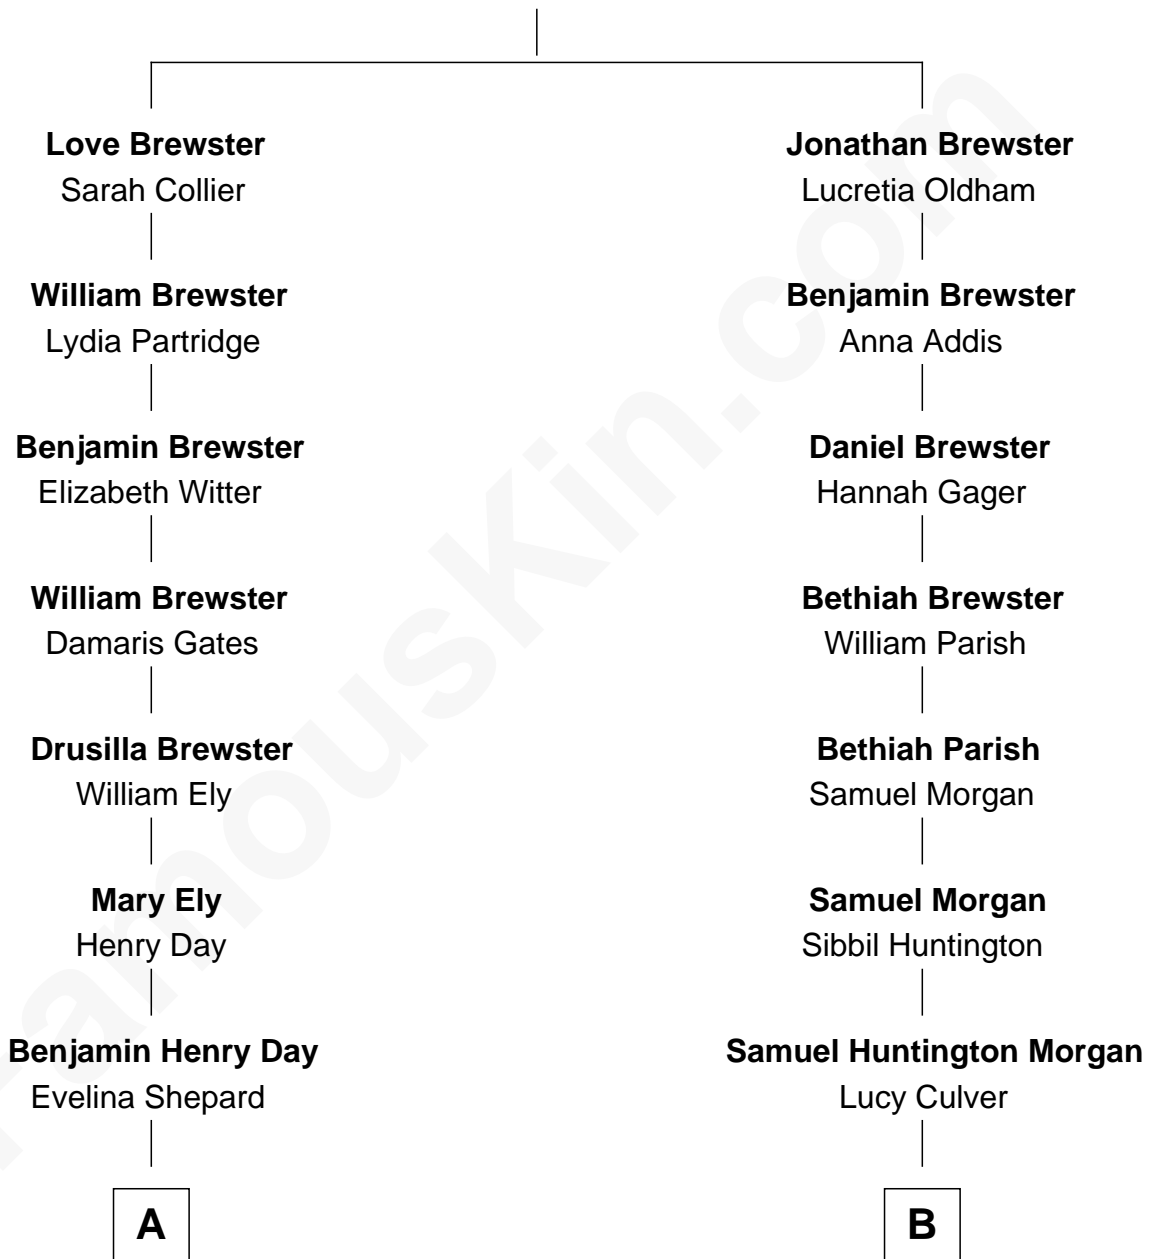 Love Brewster
Sarah Collier
William Brewster
Lydia Partridge
Benjamin Brewster
Elizabeth Witter
William Brewster
Damaris Gates
Drusilla Brewster
William Ely
Mary Ely
Henry Day
Benjamin Henry Day
Evelina Shepard
A
Jonathan Brewster
Lucretia Oldham
Benjamin Brewster
Anna Addis
Daniel Brewster
Hannah Gager
Bethiah Brewster
William Parish
Bethiah Parish
Samuel Morgan
Samuel Morgan
Sibbil Huntington
Samuel Huntington Morgan
Lucy Culver
B
FamousKin.com